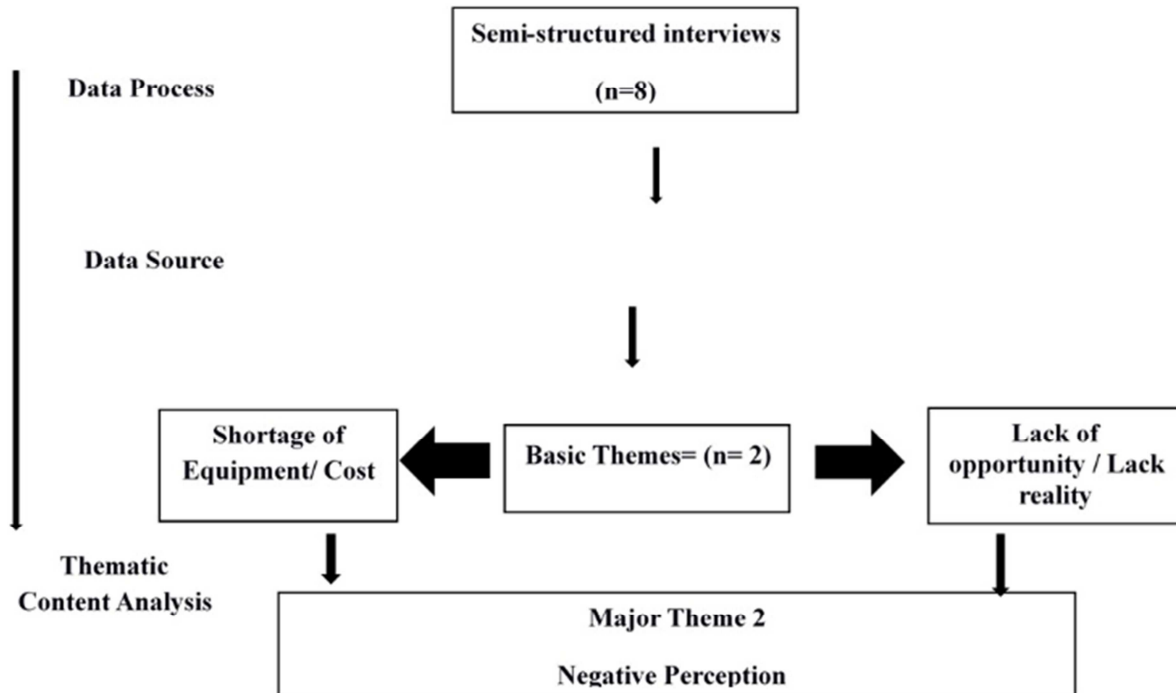 Semi-structured interviews
(n=8)
Data Process
Data Source
Shortage of
Equipment/ Cost
Basic Themes= (n= 2)
Lack of
opportunity / Lack
reality
Thematic
Content Analysis
Major Theme 2
Negative Perception